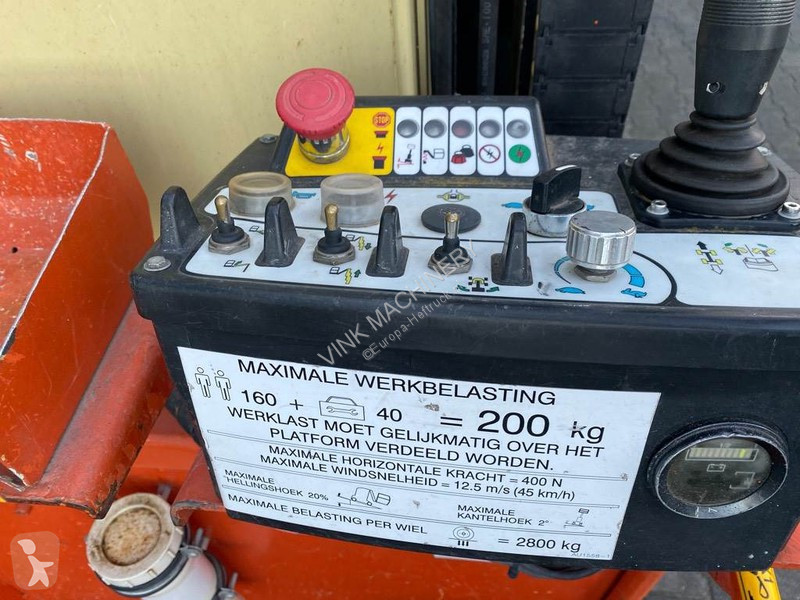 STOP
VINK MACHINERY
©Europa-Heftruck
MAXIMALE WERKBELASTING
160 + 40 = 200 kg
WERKLAST MOET GELIJKMATIG OVER HET
PLATFORM VERDEELD WORDEN.
MAXIMALE HORIZONTALE KRACHT = 400 N
MAXIMALE WINDSNELHEID = 12.5 m/s (45 km/h)
MAXIMALE
HELLINGSHOEK 20%
MAXIMALE
KANTELHOEK 2°
MAXIMALE BELASTING PER WIEL = 2800 kg